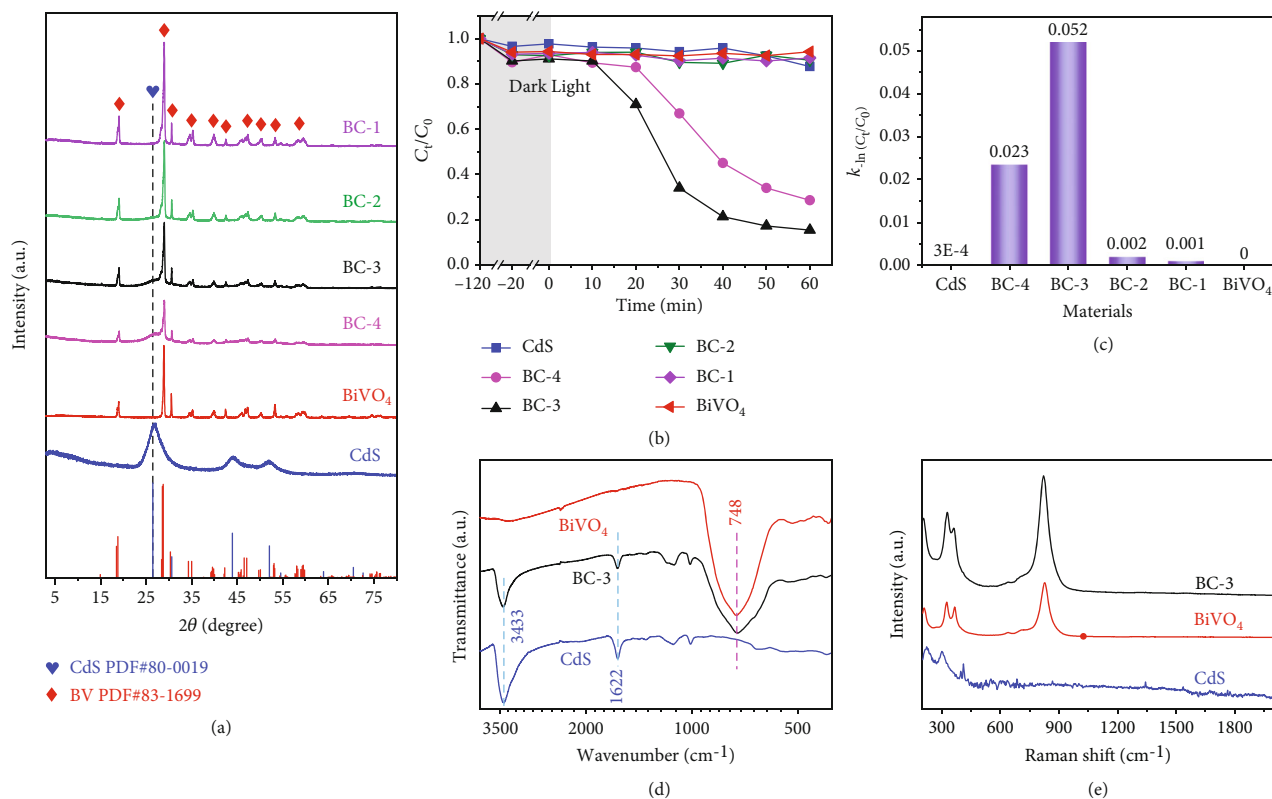 BC-1
BC-2
BC-3
BC-4
BiVO4
CdS
Intensity (a.u.)
5 15 25 35 45 55 65 75
2θ (degree)
CdS PDF#80-0019
BV PDF#83-1699
(a)
1.0
0.8
0.6
0.4
0.2
0.0
Ct/C0
Dark Light
−120 −20 0 10 20 30 40 50 60
Time (min)
CdS
BC-4
BC-3
BC-2
BC-1
BiVO4
(b)
0.05
0.04
0.03
0.02
0.01
0.00
k-ln (Ct/C0)
3E-4
0.023
0.052
0.002
0.001
0
CdS BC-4 BC-3 BC-2 BC-1 BiVO4
Materials
(c)
Transmittance (a.u.)
BiVO4
BC-3
CdS
3433
1622
748
3500 2000 1000 500
Wavenumber (cm-1)
(d)
Intensity (a.u.)
BC-3
BiVO4
CdS
300 600 900 1200 1500 1800
Raman shift (cm-1)
(e)